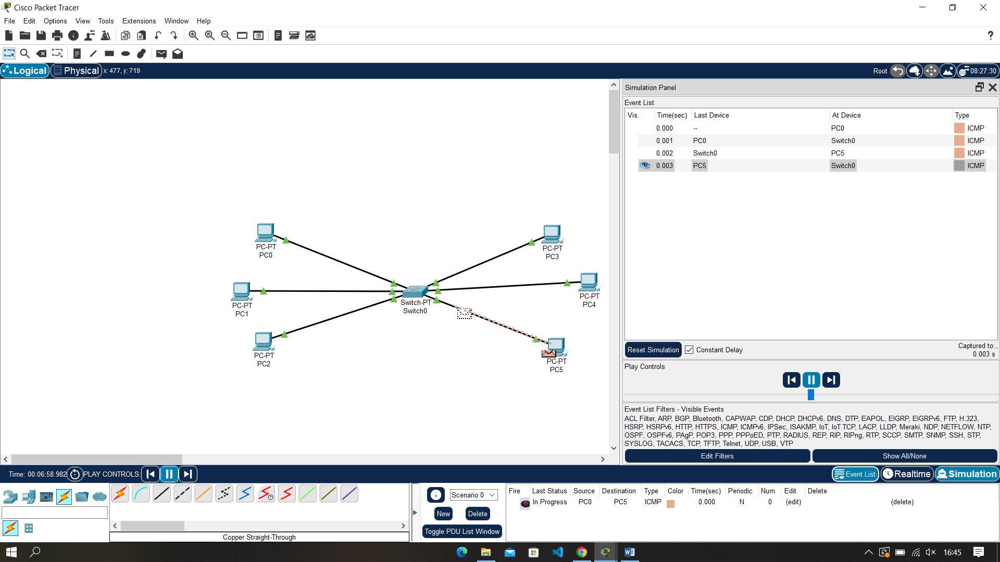 Cisco Packet Tracer
File Edit Options View Tools Extensions Window Help
?
Logical Physical x: 477, y: 719 Root 08:27:30
Simulation Panel
Event List
Vis. Time(sec) Last Device At Device Type
0.000 -- PC0 ICMP
0.001 PC0 Switch0 ICMP
0.002 Switch0 PC5 ICMP
0.003 PC5 Switch0 ICMP
PC-PT
PC0
PC-PT
PC3
PC-PT
PC1
Switch-PT
Switch0
PC-PT
PC4
PC-PT
PC2
PC-PT
PC5
Reset Simulation Constant Delay Captured to:
0.003 s
Play Controls
Event List Filters - Visible Events
ACL Filter, ARP, BGP, Bluetooth, CAPWAP, CDP, DHCP, DHCPv6, DNS, DTP, EAPOL, EIGRP, EIGRPv6, FTP, H.323,
HSRP, HSRPv6, HTTP, HTTPS, ICMP, ICMPv6, IPSec, ISAKMP, IoT, IoT TCP, LACP, LLDP, Meraki, NDP, NETFLOW, NTP,
OSPF, OSPFv6, PAgP, POP3, PPP, PPPoED, PTP, RADIUS, REP, RIP, RIPng, RTP, SCCP, SMTP, SNMP, SSH, STP,
SYSLOG, TACACS, TCP, TFTP, Telnet, UDP, USB, VTP
Edit Filters Show All/None
Time: 00:06:58.982 PLAY CONTROLS: Event List Realtime Simulation
Scenario 0
New Delete
Toggle PDU List Window
Fire Last Status Source Destination Type Color Time(sec) Periodic Num Edit Delete
In Progress PC0 PC5 ICMP 0.000 N 0 (edit) (delete)
Copper Straight-Through
16:45